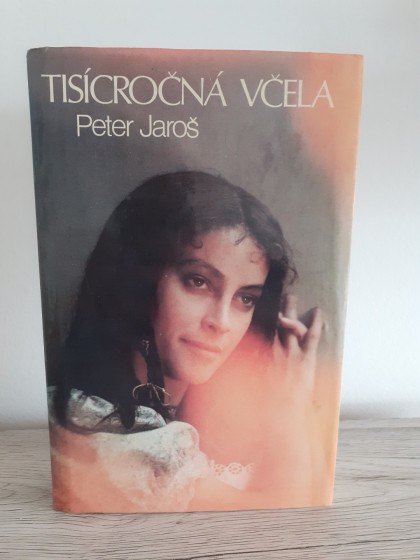 TISÍCROČNÁ VČELA
Peter Jaroš